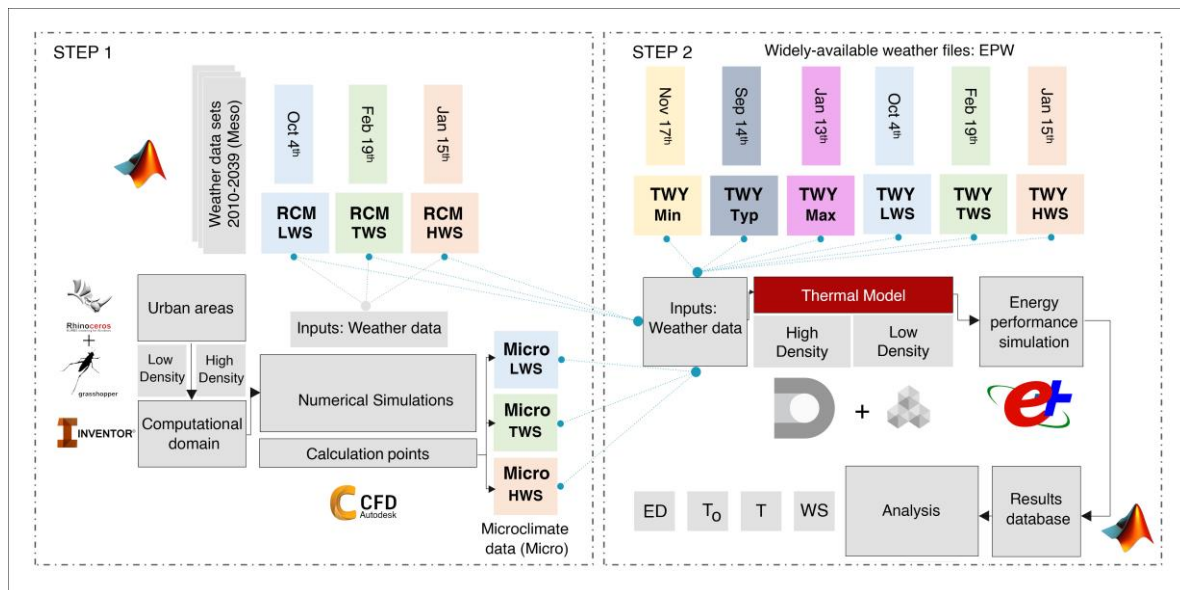 STEP 1
Weather data sets
2010-2039 (Meso)
Oct 4th
Feb 19th
Jan 15th
RCM
LWS
RCM
TWS
RCM
HWS
Rhinoceros
+
grasshopper
INVENTOR®
Urban areas
Low
Density
High
Density
Computational
domain
Inputs: Weather data
Numerical Simulations
Calculation points
CFD
Autodesk
Micro
LWS
Micro
TWS
Micro
HWS
Microclimate
data (Micro)
STEP 2
Widely-available weather files: EPW
Nov 17th
Sep 14th
Jan 13th
Oct 4th
Feb 19th
Jan 15th
TWY
Min
TWY
Typ
TWY
Max
TWY
LWS
TWY
TWS
TWY
HWS
Inputs:
Weather data
Thermal Model
High
Density
Low
Density
Energy
performance
simulation
+
e+
ED
To
T
WS
Analysis
Results
database